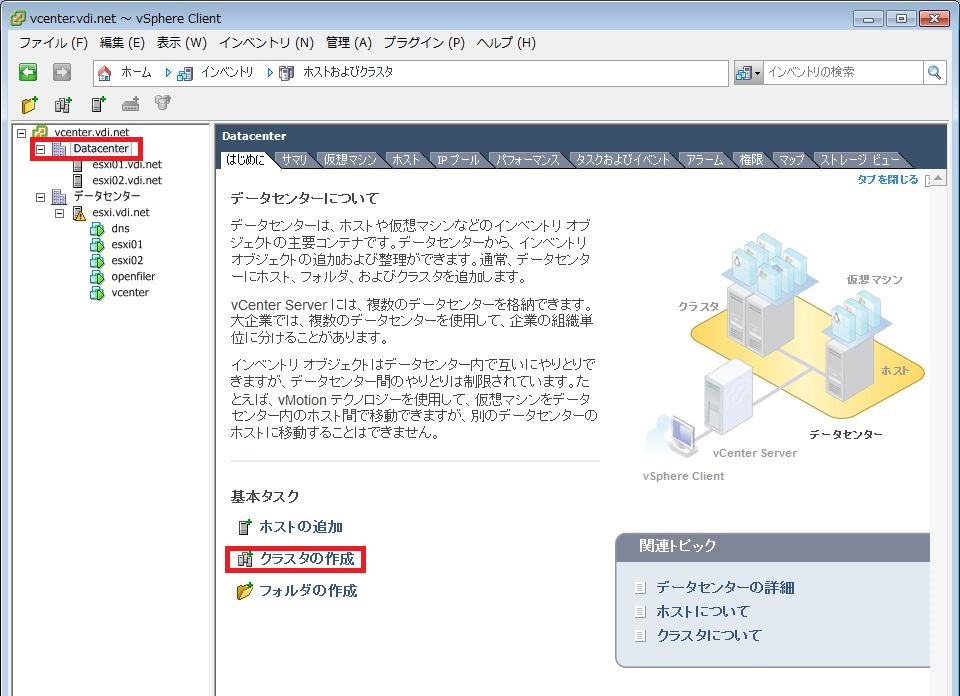 vcenter.vdi.net ～ vSphere Client
ファイル (F) 編集 (E) 表示 (W) インベントリ (N) 管理 (A) プラグイン (P) ヘルプ (H)
ホーム インベントリ ホストおよびクラスタ インベントリの検索
vcenter.vdi.net
Datacenter
esxi01.vdi.net
esxi02.vdi.net
データセンター
esxi.vdi.net
dns
esxi01
esxi02
openfiler
vcenter
Datacenter
はじめに サマリ 仮想マシン ホスト IP プール パフォーマンス タスクおよびイベント アラーム 権限 マップ ストレージ ビュー
タブを閉じる
データセンターについて
データセンターは、ホストや仮想マシンなどのインベントリ オブ
ジェクトの主要コンテナです。データセンターから、インベントリ
オブジェクトの追加および整理ができます。通常、データセンタ
ーにホスト、フォルダ、およびクラスタを追加します。
vCenter Server には、複数のデータセンターを格納できます。
大企業では、複数のデータセンターを使用して、企業の組織単
位に分けることがあります。
インベントリ オブジェクトはデータセンター内で互いにやりとりで
きますが、データセンター間のやりとりは制限されています。た
とえば、vMotion テクノロジーを使用して、仮想マシンをデータ
センター内のホスト間で移動できますが、別のデータセンターの
ホストに移動することはできません。
仮想マシン
クラスタ
ホスト
データセンター
vCenter Server
vSphere Client
基本タスク
ホストの追加
クラスタの作成
フォルダの作成
関連トピック
データセンターの詳細
ホストについて
クラスタについて